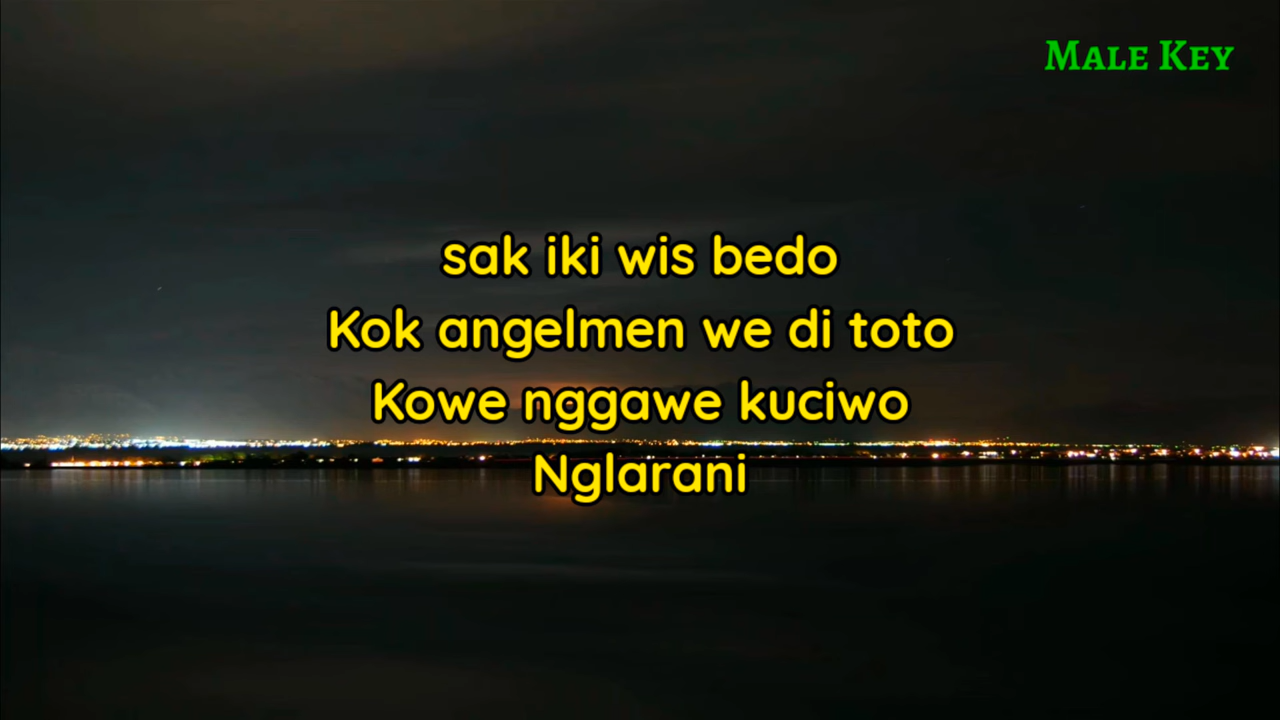 MALE KEY
sak iki wis bedo
Kok angelmen we di toto
Kowe nggawe kuciwo
Nglarani